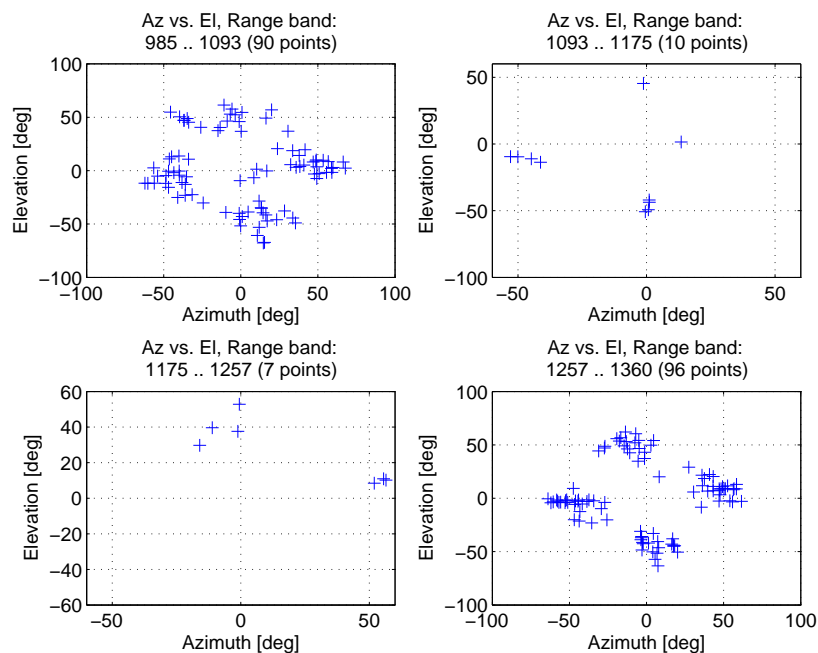 Az vs. El, Range band:
985 .. 1093 (90 points)
100
50
0
−50
−100
Elevation [deg]
−100
−50
0
50
100
Azimuth [deg]
Az vs. El, Range band:
1093 .. 1175 (10 points)
50
0
−50
−100
Elevation [deg]
−50
0
50
Azimuth [deg]
Az vs. El, Range band:
1175 .. 1257 (7 points)
60
40
20
0
−20
−40
−60
Elevation [deg]
−50
0
50
Azimuth [deg]
Az vs. El, Range band:
1257 .. 1360 (96 points)
100
50
0
−50
−100
Elevation [deg]
−100
−50
0
50
100
Azimuth [deg]